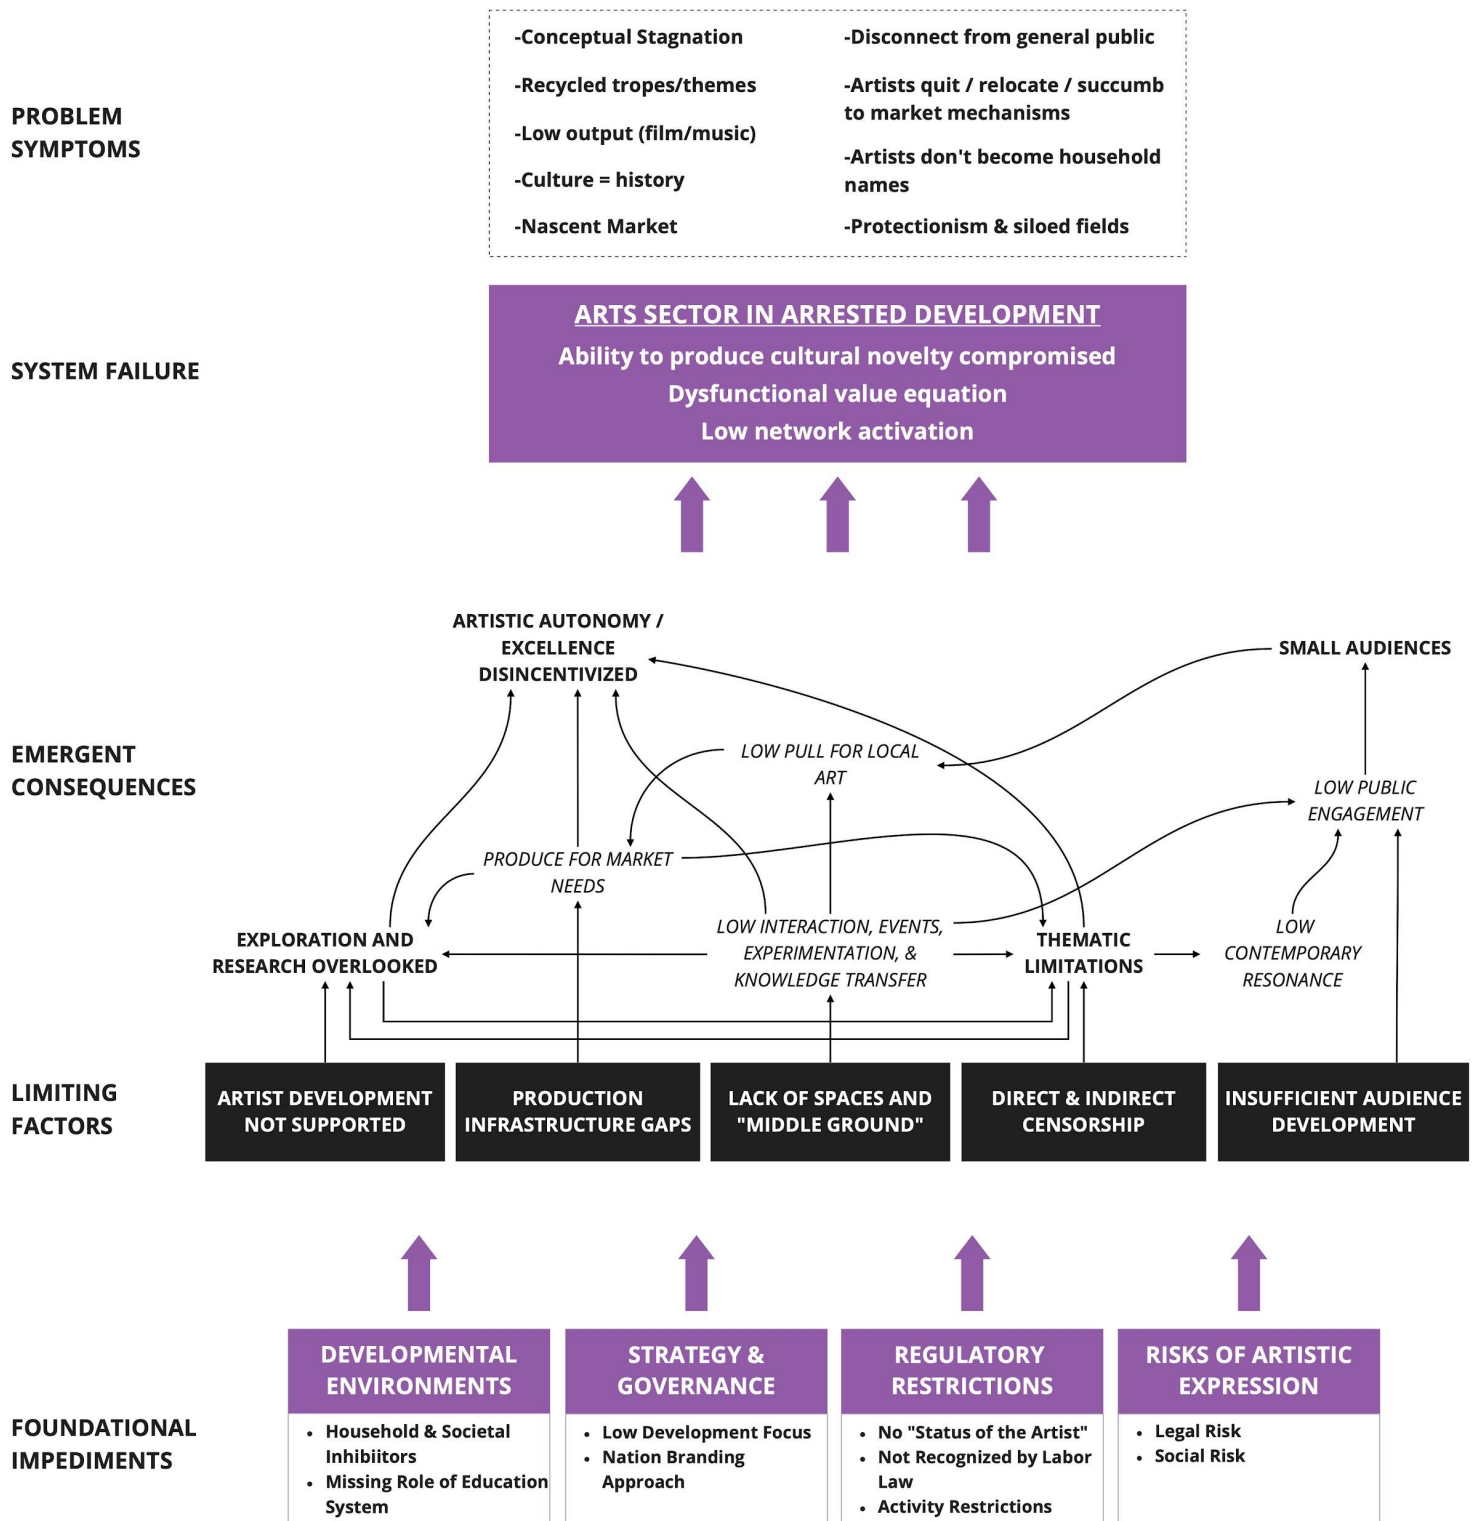 PROBLEM
SYMPTOMS
-Conceptual Stagnation
-Recycled tropes/themes
-Low output (film/music)
-Culture = history
-Nascent Market
-Disconnect from general public
-Artists quit / relocate / succumb
to market mechanisms
-Artists don't become household
names
-Protectionism & siloed fields
SYSTEM FAILURE
ARTS SECTOR IN ARRESTED DEVELOPMENT
Ability to produce cultural novelty compromised
Dysfunctional value equation
Low network activation
EMERGENT
CONSEQUENCES
ARTISTIC AUTONOMY /
EXCELLENCE
DISINCENTIVIZED
SMALL AUDIENCES
LOW PULL FOR LOCAL
ART
LOW PUBLIC
ENGAGEMENT
PRODUCE FOR MARKET
NEEDS
EXPLORATION AND
RESEARCH OVERLOOKED
LOW INTERACTION, EVENTS,
EXPERIMENTATION, &
KNOWLEDGE TRANSFER
THEMATIC
LIMITATIONS
LOW
CONTEMPORARY
RESONANCE
LIMITING
FACTORS
ARTIST DEVELOPMENT
NOT SUPPORTED
PRODUCTION
INFRASTRUCTURE GAPS
LACK OF SPACES AND
"MIDDLE GROUND"
DIRECT & INDIRECT
CENSORSHIP
INSUFFICIENT AUDIENCE
DEVELOPMENT
FOUNDATIONAL
IMPEDIMENTS
DEVELOPMENTAL
ENVIRONMENTS
• Household & Societal
Inhibiitors
• Missing Role of Education
System
STRATEGY &
GOVERNANCE
• Low Development Focus
• Nation Branding
Approach
REGULATORY
RESTRICTIONS
• No "Status of the Artist"
• Not Recognized by Labor
Law
• Activity Restrictions
RISKS OF ARTISTIC
EXPRESSION
• Legal Risk
• Social Risk